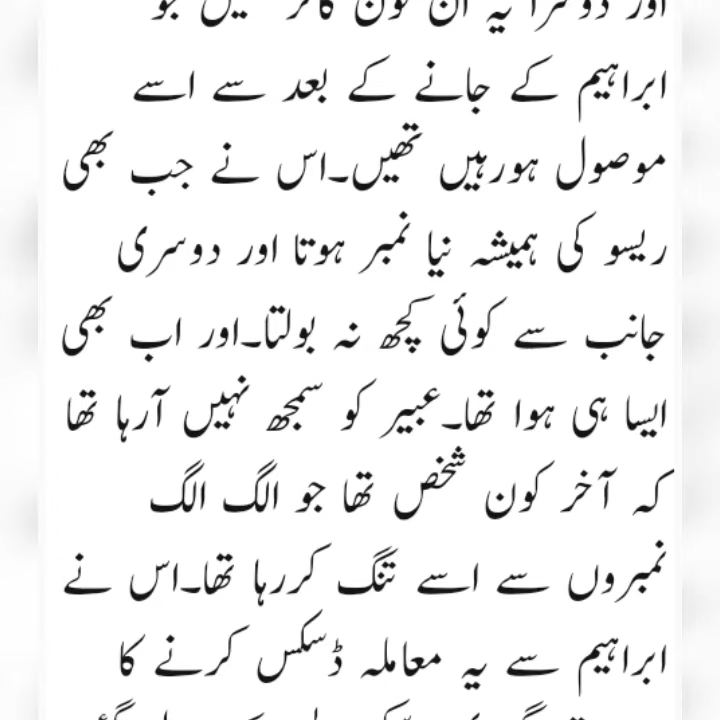 ابراہیم کے جانے کے بعد سے اسے
موصول ہورہیں تھیں۔اس نے جب بھی
ریسو کی ہمیشہ نیا نمبر ہوتا اور دوسری
جانب سے کوئی کچھ نہ بولتا۔اور اب بھی
ایسا ہی ہوا تھا۔عبیر کو سمجھ نہیں آرہا تھا
کہ آخر کون شخص تھا جو الگ الگ
نمبروں سے اسے تنگ کررہا تھا۔اس نے
ابراہیم سے یہ معاملہ ڈسکس کرنے کا